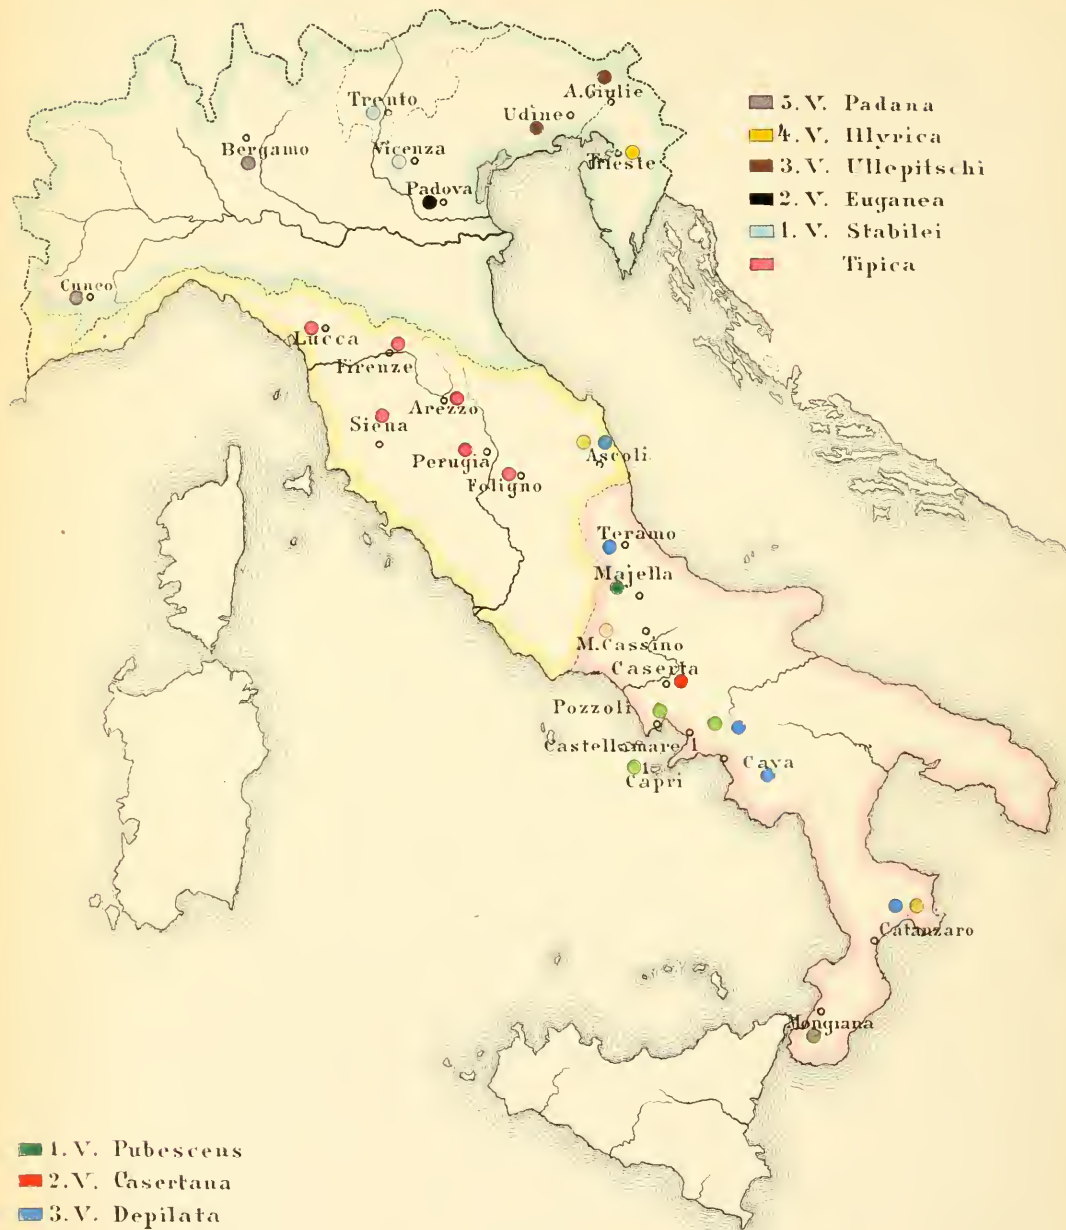 Trento
A.Giulie
Udine
Bergamo
Vicenza
Trieste
Padova
Cuneo
5.V. Padana
4.V. Illyrica
3.V. Ullepitschi
2.V. Euganea
1.V. Stabilei
Tipica
Lucca
Firenze
Arezzo
Siena
Perugia
Foligno
Ascoli
Teramo
Majella
M.Cassino
Caserta
Pozzoli
Castellamare
Cava
Capri
Catanzaro
Mongiana
1.V. Pubescens
2.V. Casertana
3.V. Depilata